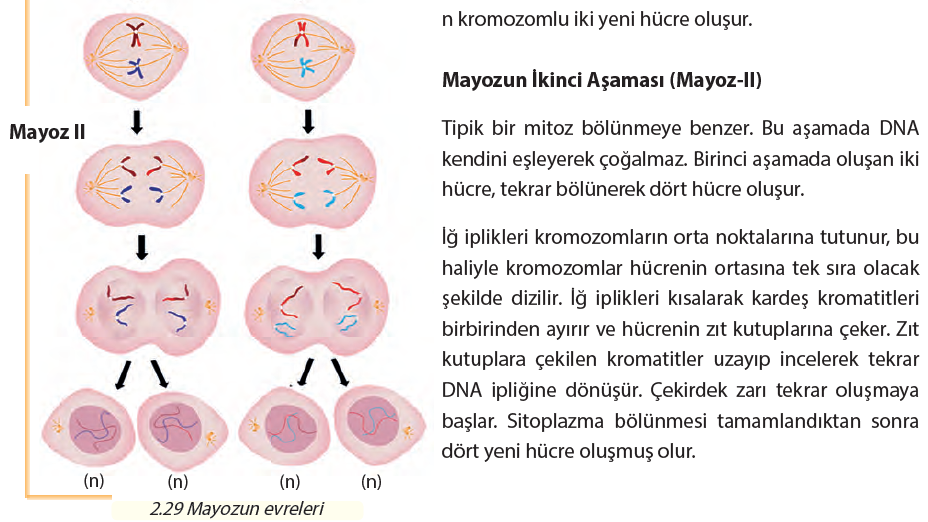 n kromozomlu iki yeni hücre oluşur.
Mayozun İkinci Aşaması (Mayoz-II)
Tipik bir mitoz bölünmeye benzer. Bu aşamada DNA
kendini eşleyerek çoğalmaz. Birinci aşamada oluşan iki
hücre, tekrar bölünerek dört hücre oluşur.
İğ iplikleri kromozomların orta noktalarına tutunur, bu
haliyle kromozomlar hücrenin ortasına tek sıra olacak
şekilde dizilir. İğ iplikleri kısalarak kardeş kromatitleri
birbirinden ayırır ve hücrenin zıt kutuplarına çeker. Zıt
kutuplara çekilen kromatitler uzayıp incelerek tekrar
DNA ipliğine dönüşür. Çekirdek zarı tekrar oluşmaya
başlar. Sitoplazma bölünmesi tamamlandıktan sonra
dört yeni hücre oluşmuş olur.
Mayoz II
(n) (n) (n) (n)
2.29 Mayozun evreleri